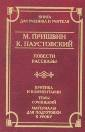 КНИГА
ДЛЯ УЧЕНИКА И УЧИТЕЛЯ
М. ПРИШВИН
К. ПАУСТОВСКИЙ
ПОВЕСТИ
РАССКАЗЫ
КРИТИКА
И КОММЕНТАРИИ
ТЕМЫ
СОЧИНЕНИЙ
МАТЕРИАЛЫ
ДЛЯ ПОДГОТОВКИ
К УРОКУ